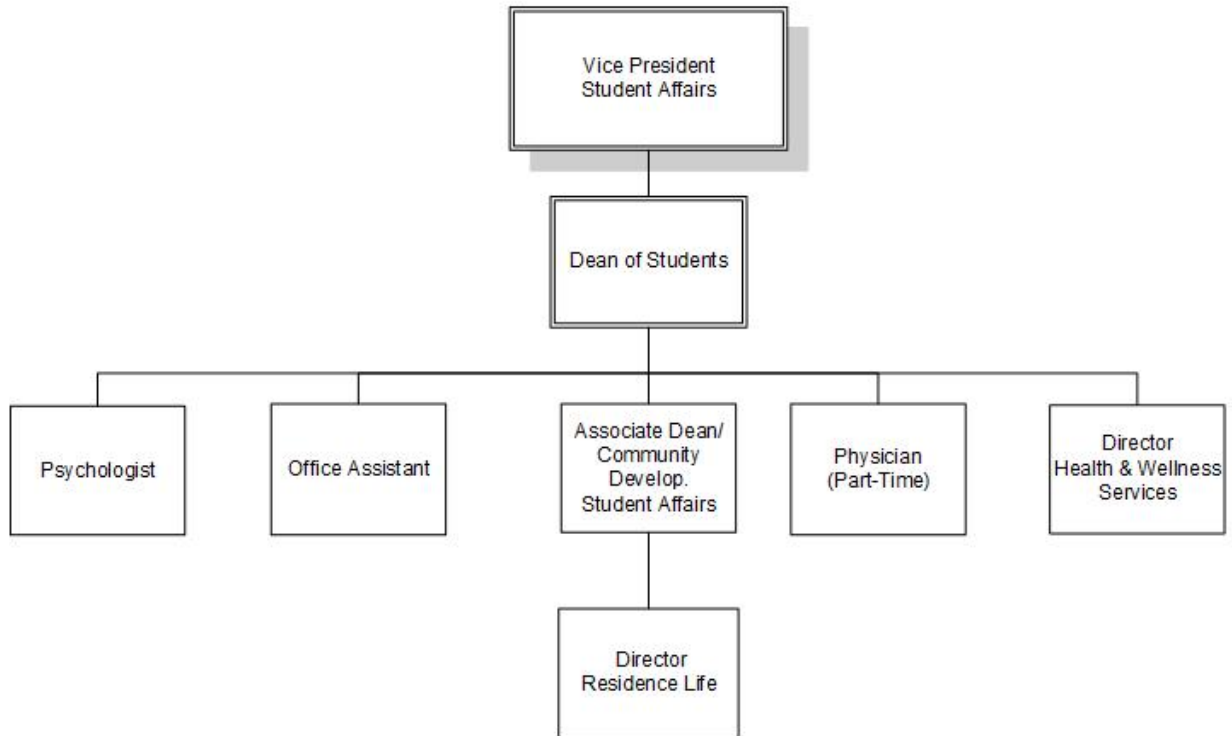 Vice President
Student Affairs
Dean of Students
Psychologist
Office Assistant
Associate Dean/
Community
Develop.
Student Affairs
Physician
(Part-Time)
Director
Health & Wellness
Services
Director
Residence Life